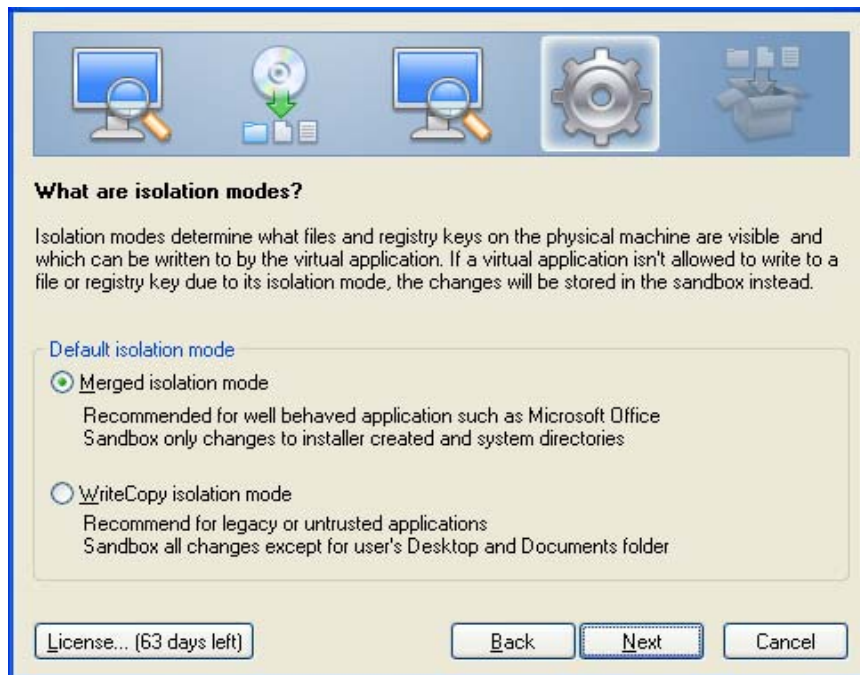 What are isolation modes?
Isolation modes determine what files and registry keys on the physical machine are visible and
which can be written to by the virtual application. If a virtual application isn't allowed to write to a
file or registry key due to its isolation mode, the changes will be stored in the sandbox instead.
Default isolation mode
Merged isolation mode
Recommended for well behaved application such as Microsoft Office
Sandbox only changes to installer created and system directories
WriteCopy isolation mode
Recommend for legacy or untrusted applications
Sandbox all changes except for user's Desktop and Documents folder
License... (63 days left) Back Next Cancel